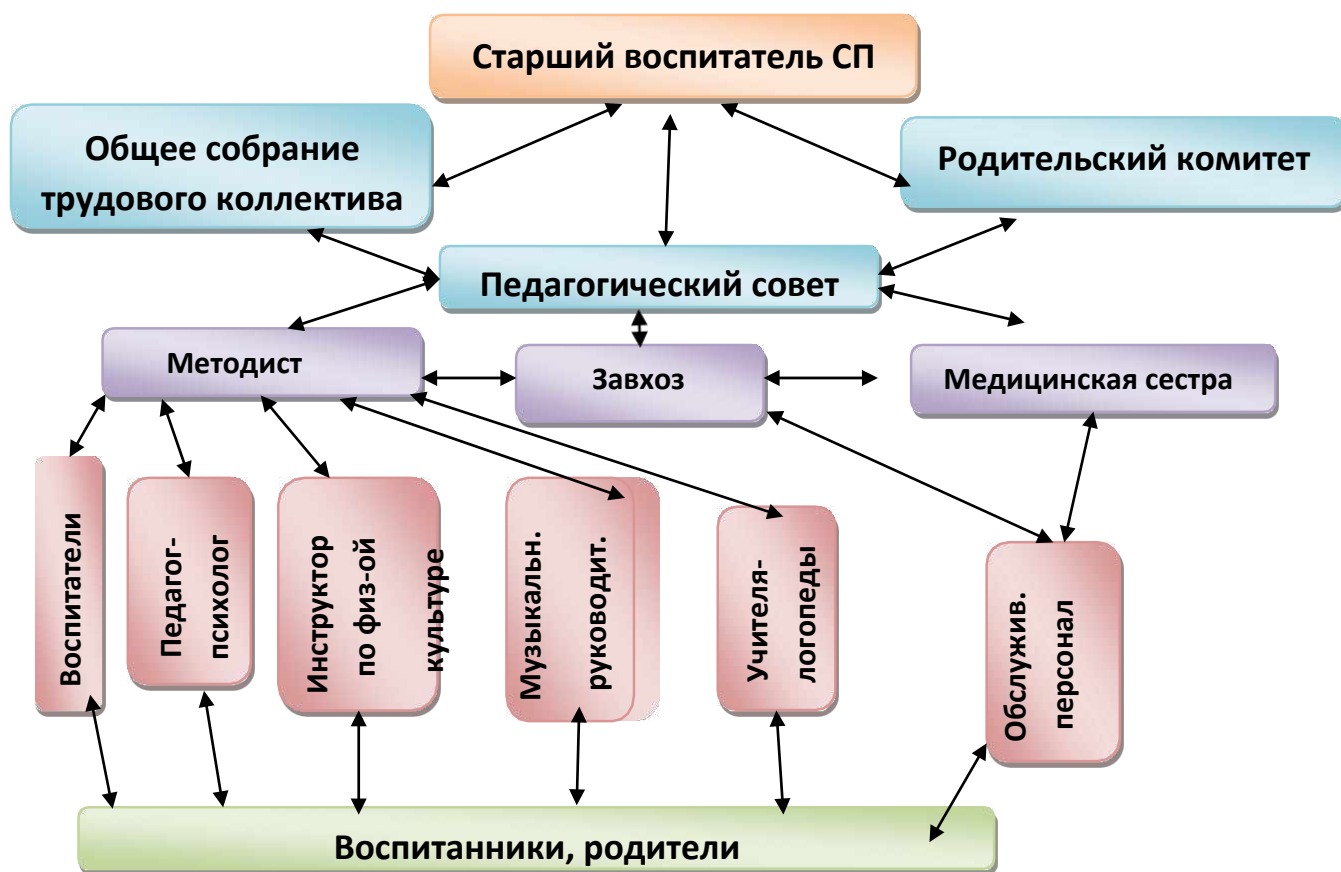 Старший воспитатель СП
Общее собрание
трудового коллектива
Родительский комитет
Педагогический совет
Методист
Завхоз
Медицинская сестра
Воспитатели
Педагог-
психолог
Инструктор
по физ-ой
культуре
Музыкальн.
руководит.
Учителя-
логопеды
Обслужив.
персонал
Воспитанники, родители